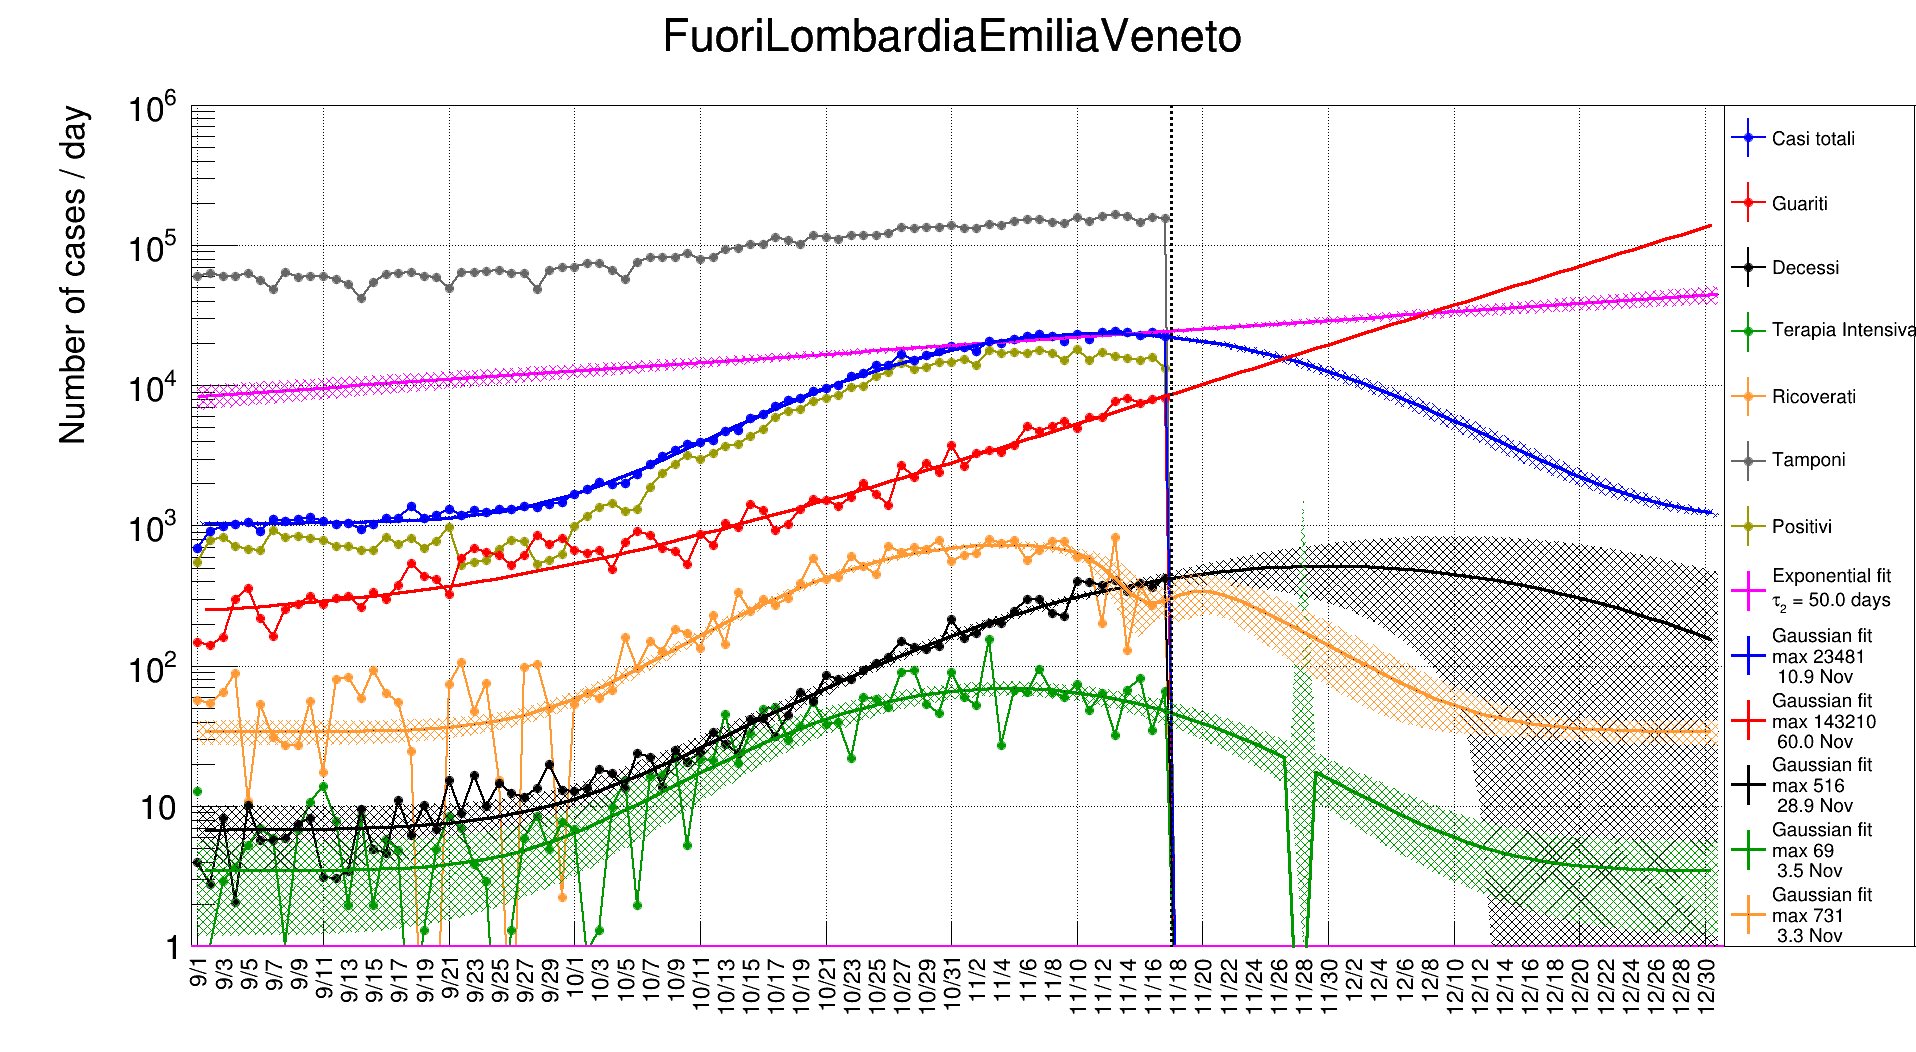 FuoriLombardiaEmiliaVeneto
Number of cases / day
10^6
10^5
10^4
10^3
10^2
10
1
9/1 9/3 9/5 9/7 9/9 9/11 9/13 9/15 9/17 9/19 9/21 9/23 9/25 9/27 9/29 10/1 10/3 10/5 10/7 10/9 10/11 10/13 10/15 10/17 10/19 10/21 10/23 10/25 10/27 10/29 10/31 11/2 11/4 11/6 11/8 11/10 11/12 11/14 11/16 11/18 11/20 11/22 11/24 11/26 11/28 11/30 12/2 12/4 12/6 12/8 12/10 12/12 12/14 12/16 12/18 12/20 12/22 12/24 12/26 12/28 12/30
Casi totali
Guariti
Decessi
Terapia Intensiva
Ricoverati
Tamponi
Positivi
Exponential fit
τ₂ = 50.0 days
Gaussian fit
max 23481
10.9 Nov
Gaussian fit
max 143210
60.0 Nov
Gaussian fit
max 516
28.9 Nov
Gaussian fit
max 69
3.5 Nov
Gaussian fit
max 731
3.3 Nov